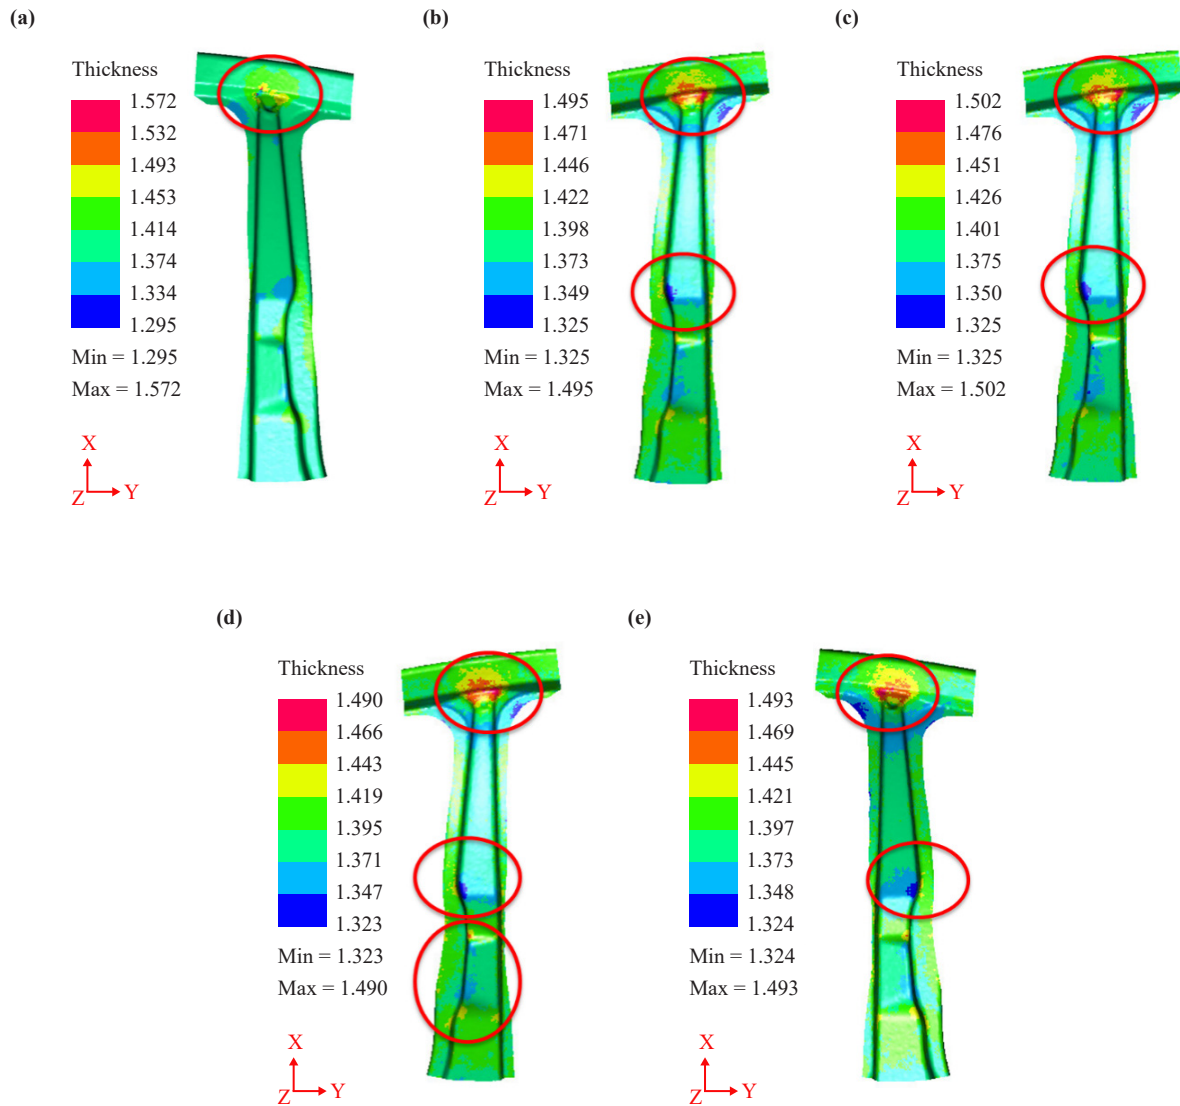 (a)
Thickness
1.572
1.532
1.493
1.453
1.414
1.374
1.334
1.295
Min = 1.295
Max = 1.572
X
Z Y
(b)
Thickness
1.495
1.471
1.446
1.422
1.398
1.373
1.349
1.325
Min = 1.325
Max = 1.495
X
Z Y
(c)
Thickness
1.502
1.476
1.451
1.426
1.401
1.375
1.350
1.325
Min = 1.325
Max = 1.502
X
Z Y
(d)
Thickness
1.490
1.466
1.443
1.419
1.395
1.371
1.347
1.323
Min = 1.323
Max = 1.490
X
Z Y
(e)
Thickness
1.493
1.469
1.445
1.421
1.397
1.373
1.348
1.324
Min = 1.324
Max = 1.493
X
Z Y